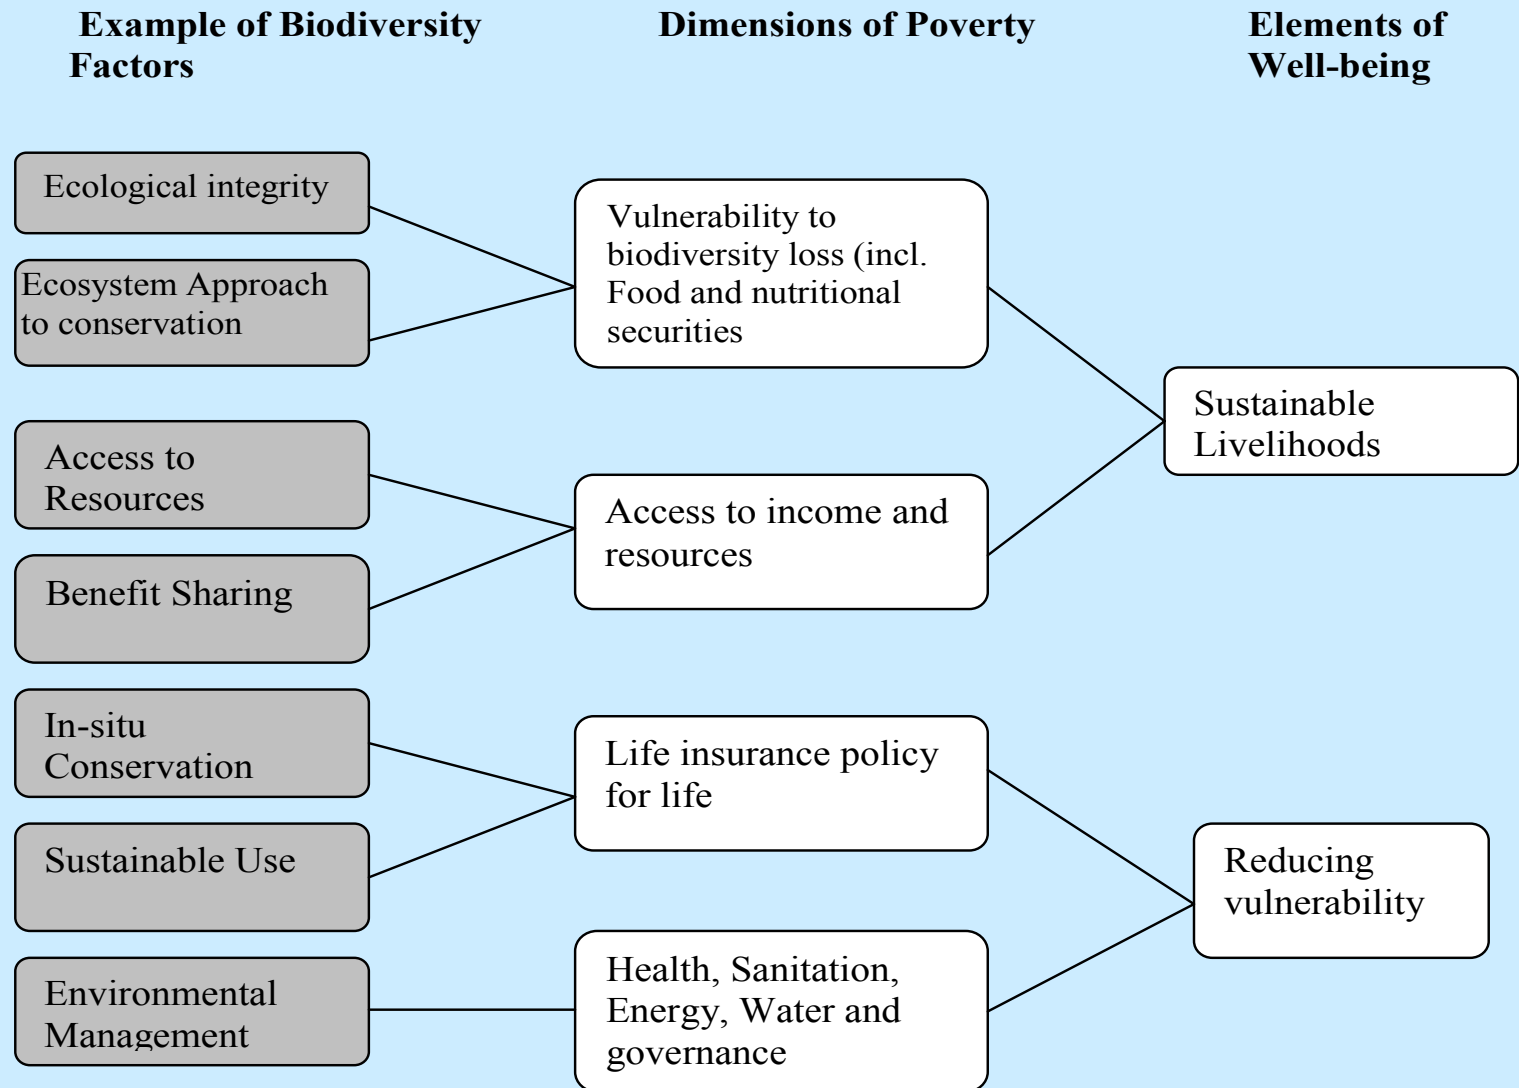 Example of Biodiversity
Factors
Dimensions of Poverty
Elements of
Well-being
Ecological integrity
Ecosystem Approach
to conservation
Access to
Resources
Benefit Sharing
In-situ
Conservation
Sustainable Use
Environmental
Management
Vulnerability to
biodiversity loss (incl.
Food and nutritional
securities
Access to income and
resources
Life insurance policy
for life
Health, Sanitation,
Energy, Water and
governance
Sustainable
Livelihoods
Reducing
vulnerability